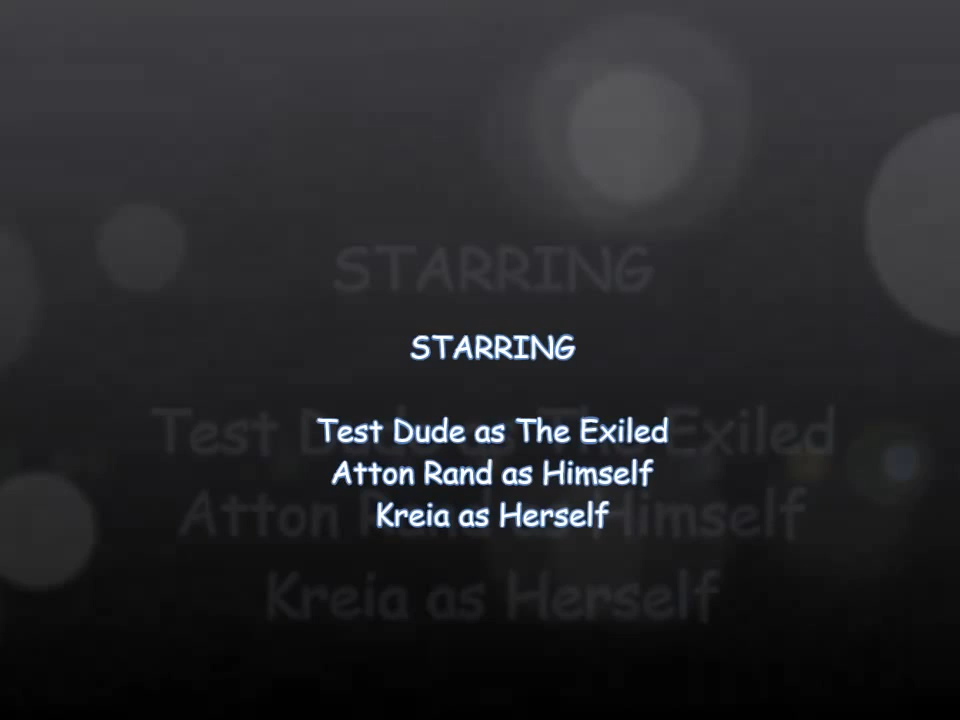 STARRING
Test Dude as The Exiled
Atton Rand as Himself
Kreia as Herself